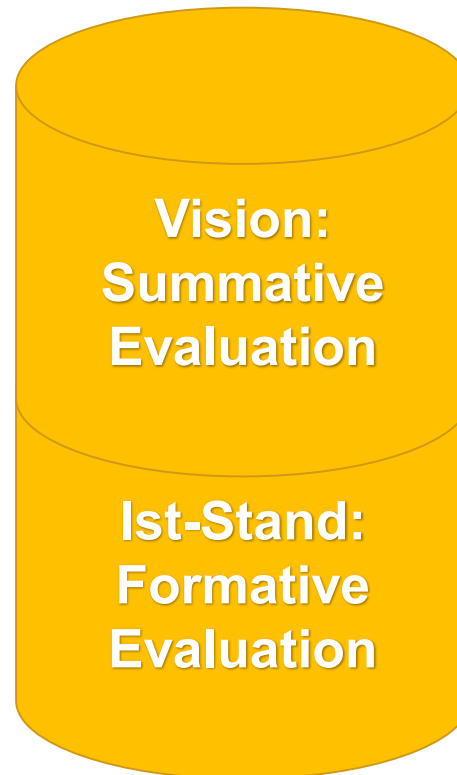 Vision:
Summative
Evaluation
Ist-Stand:
Formative
Evaluation